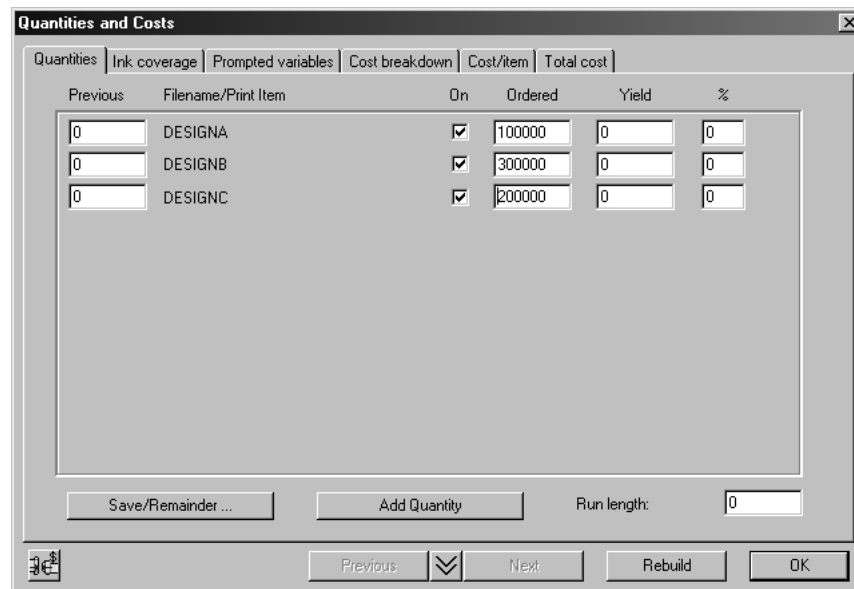 Quantities and Costs
Quantities Ink coverage Prompted variables Cost breakdown Cost/item Total cost
Previous Filename/Print Item On Ordered Yield %
0 DESIGNA 100000 0 0
0 DESIGNB 300000 0 0
0 DESIGNC 200000 0 0
Save/Remainder ... Add Quantity Run length: 0
$
Previous Next Rebuild OK